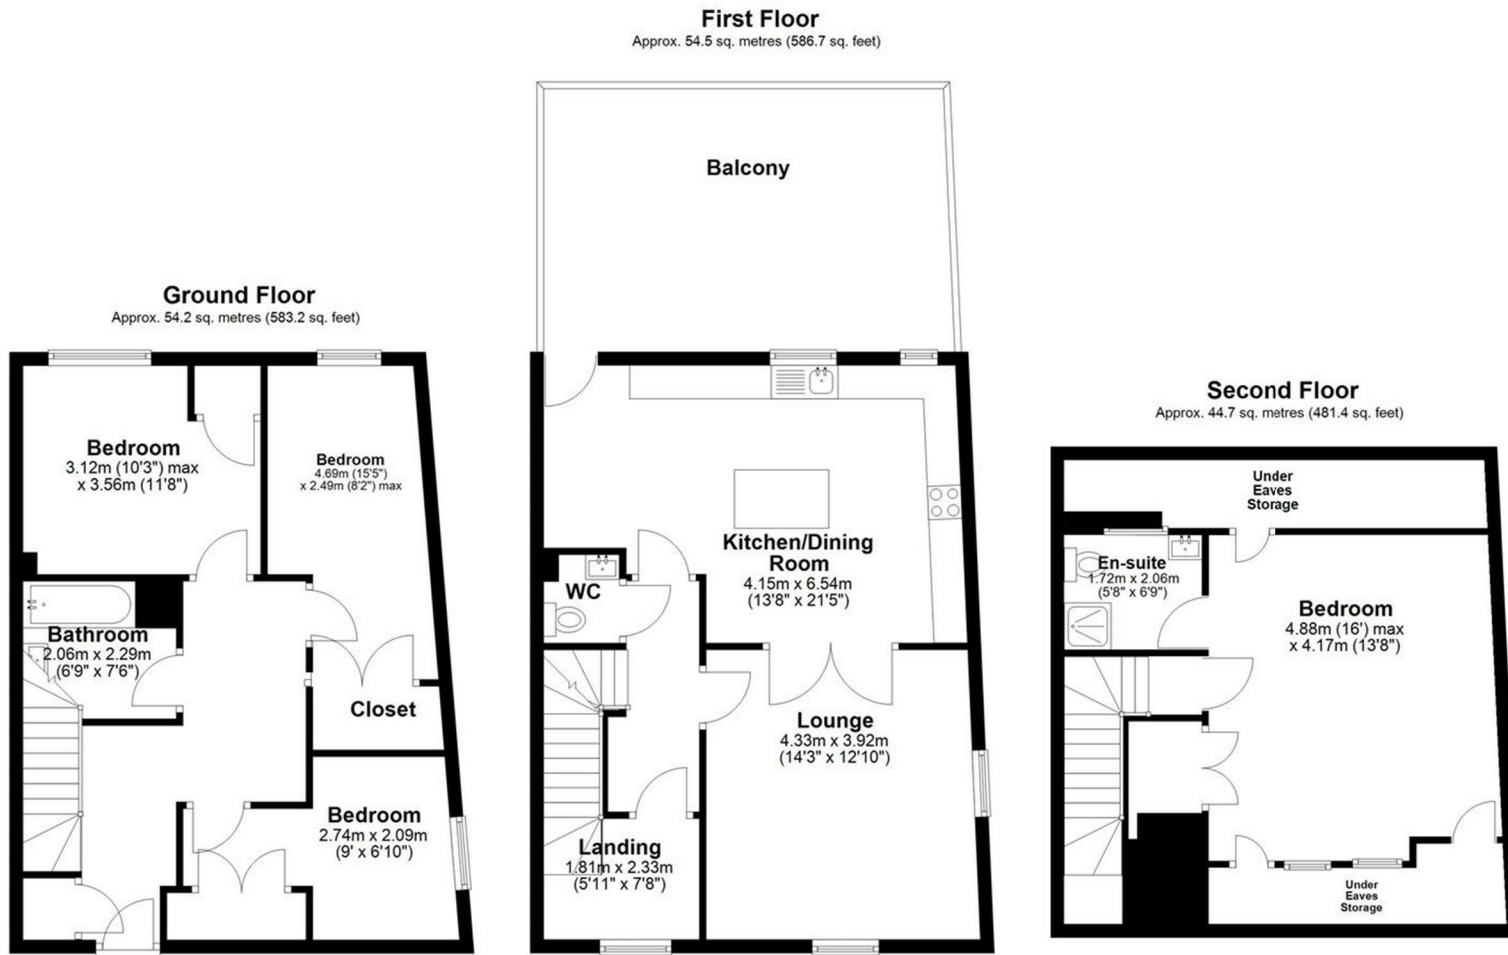 First Floor
Approx. 54.5 sq. metres (586.7 sq. feet)
Balcony
Kitchen/Dining
Room
4.15m x 6.54m
(13'8" x 21'5")
WC
Lounge
4.33m x 3.92m
(14'3" x 12'10")
Landing
1.81m x 2.33m
(5'11" x 7'8")
Ground Floor
Approx. 54.2 sq. metres (583.2 sq. feet)
Bedroom
3.12m (10'3") max
x 3.56m (11'8")
Bedroom
4.69m (15'5")
x 2.49m (8'2") max
Bathroom
2.06m x 2.29m
(6'9" x 7'6")
Closet
Bedroom
2.74m x 2.09m
(9' x 6'10")
Second Floor
Approx. 44.7 sq. metres (481.4 sq. feet)
Under
Eaves
Storage
En-suite
1.72m x 2.06m
(5'8" x 6'9")
Bedroom
4.88m (16') max
x 4.17m (13'8")
Under
Eaves
Storage